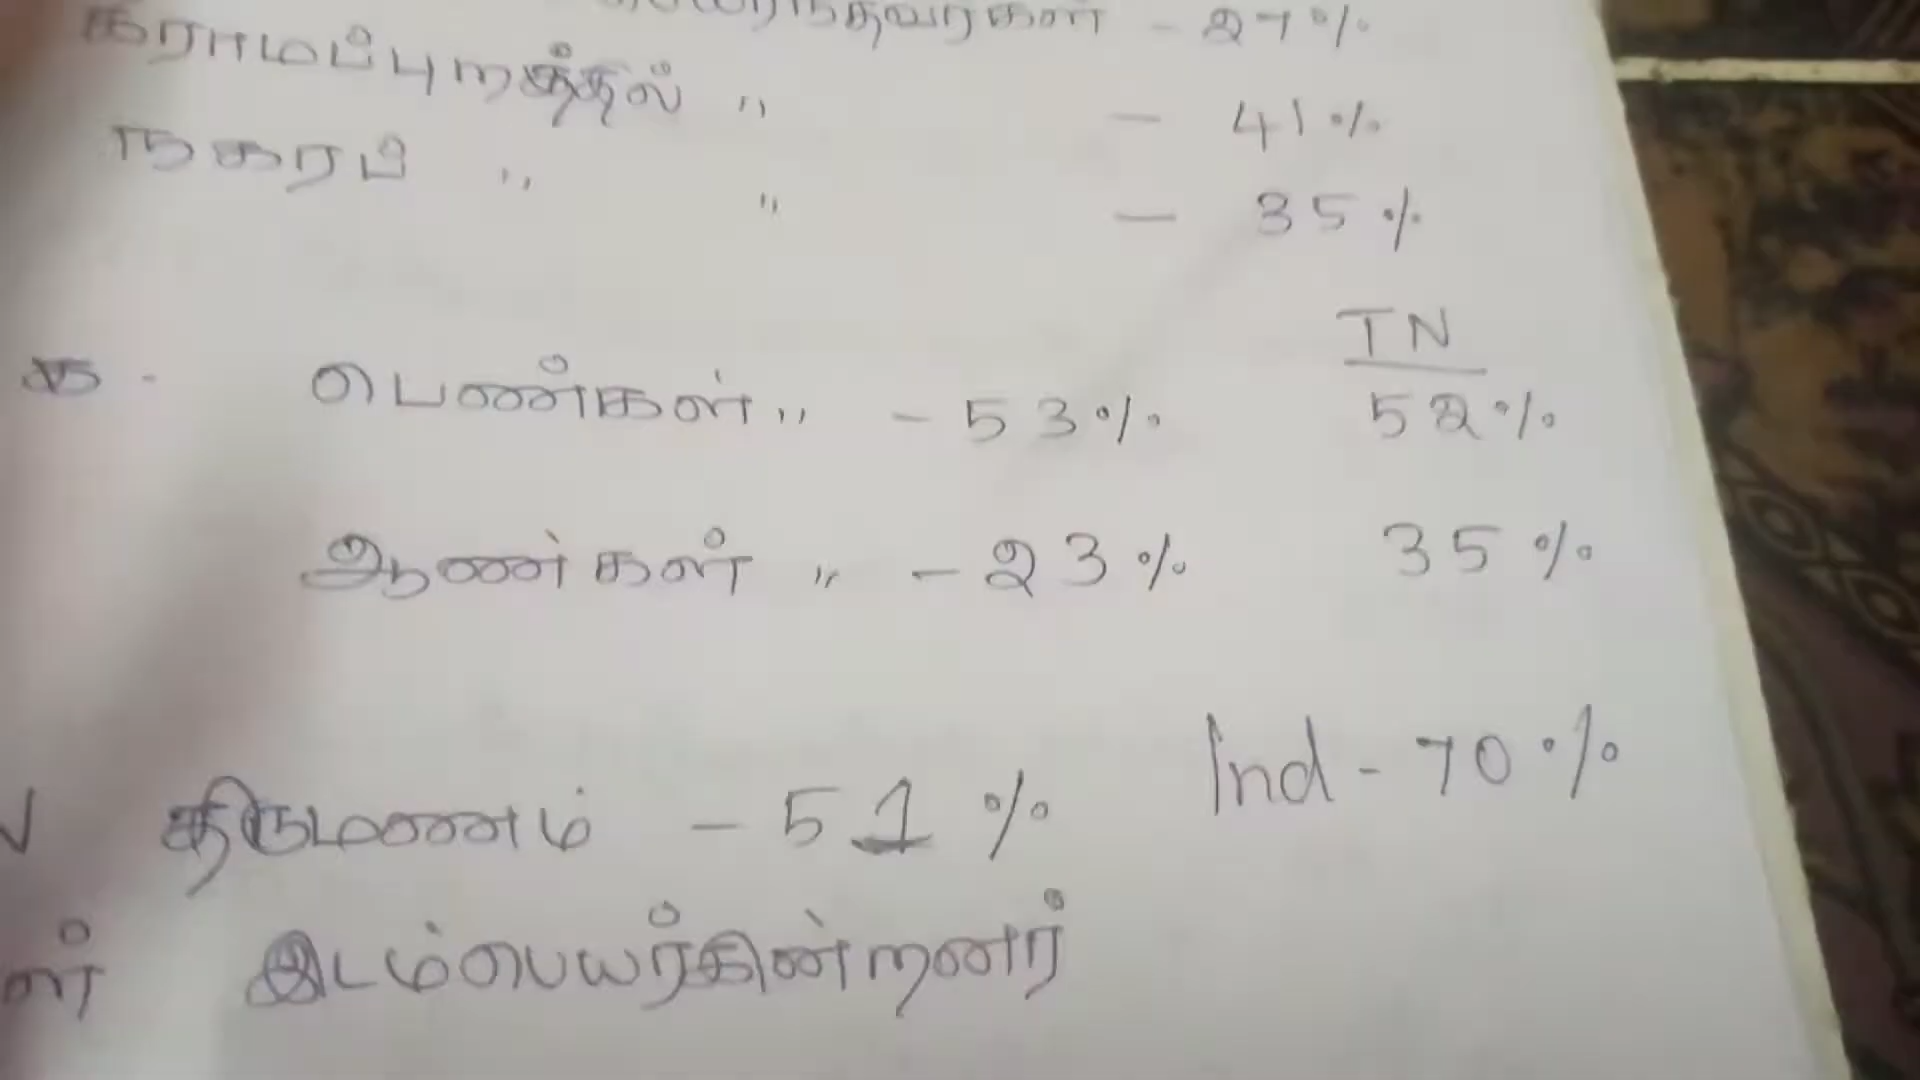 - 27%
கிராமப்புறத்தில் " - 41%
நகரப் " " - 35%
TN
பெண்கள் " - 53% 52%
ஆண்கள் " - 23% 35%
Ind - 70%
திருமணம் - 51%
ள் இடம்பெயர்கின்றனர்